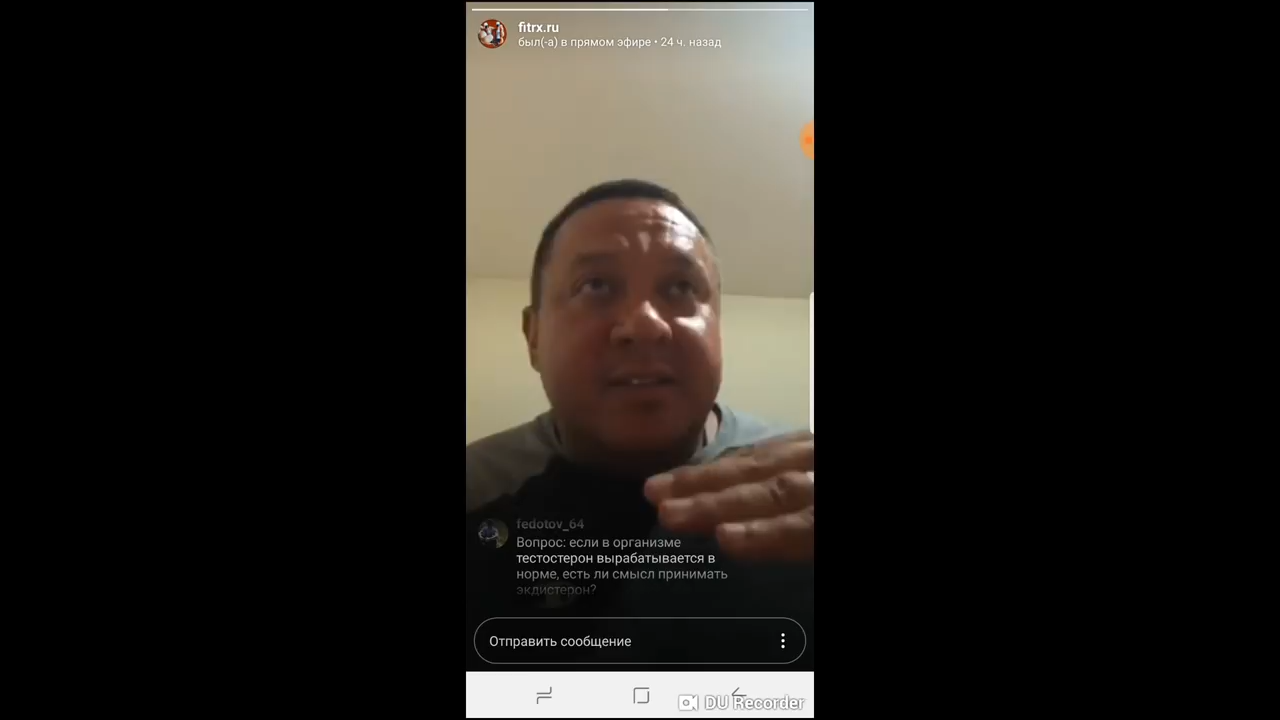 fitrx.ru
был(-а) в прямом эфире • 24 ч. назад
fedotov_64
Вопрос: если в организме
тестостерон вырабатывается в
норме, есть ли смысл принимать
экдистерон?
Отправить сообщение
DU Recorder